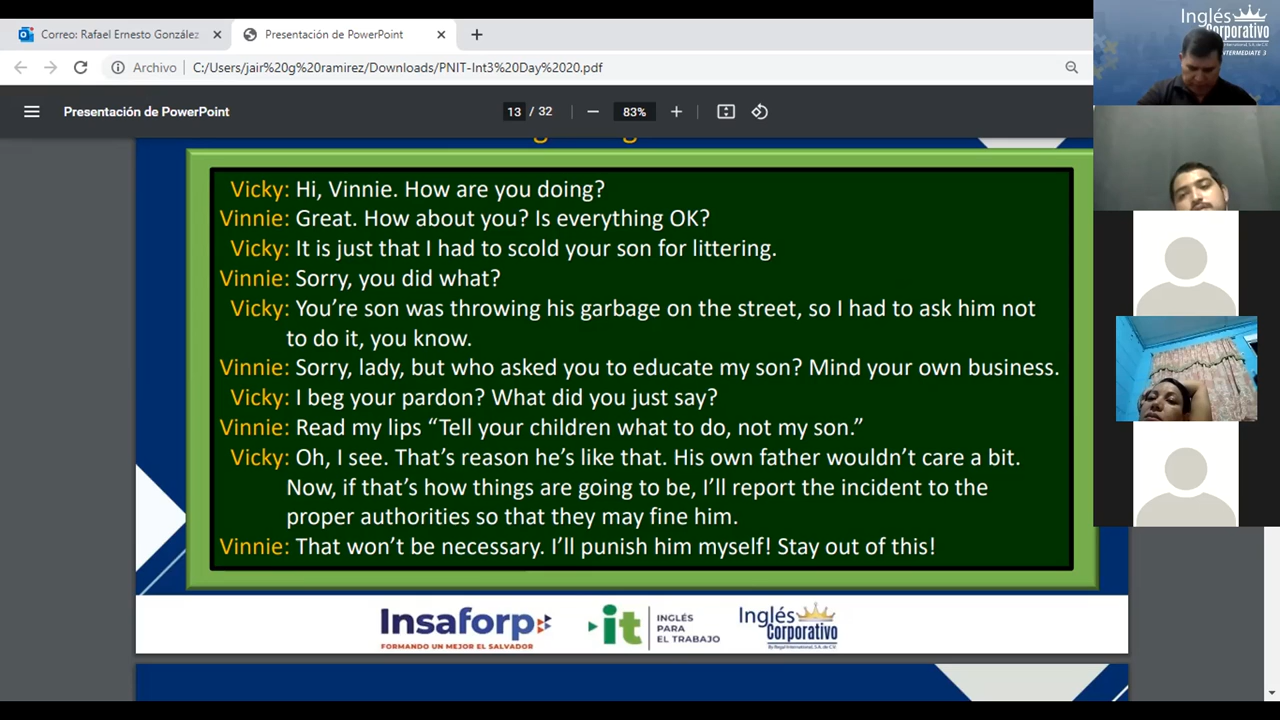 Correo: Rafael Ernesto González
Presentación de PowerPoint
Archivo
C:/Users/jair%20g%20ramirez/Downloads/PNIT-Int3%20Day%2020.pdf
Presentación de PowerPoint
13 / 32
83%
Vicky: Hi, Vinnie. How are you doing?
Vinnie: Great. How about you? Is everything OK?
Vicky: It is just that I had to scold your son for littering.
Vinnie: Sorry, you did what?
Vicky: You’re son was throwing his garbage on the street, so I had to ask him not
to do it, you know.
Vinnie: Sorry, lady, but who asked you to educate my son? Mind your own business.
Vicky: I beg your pardon? What did you just say?
Vinnie: Read my lips “Tell your children what to do, not my son.”
Vicky: Oh, I see. That’s reason he’s like that. His own father wouldn’t care a bit.
Now, if that’s how things are going to be, I’ll report the incident to the
proper authorities so that they may fine him.
Vinnie: That won’t be necessary. I’ll punish him myself! Stay out of this!
Insaforp
FORMANDO UN MEJOR EL SALVADOR
it
INGLÉS
PARA
EL TRABAJO
Inglés
Corporativo
By Regal International, S.A. de C.V.
Inglés
Corporativo
INTERMEDIATE 3